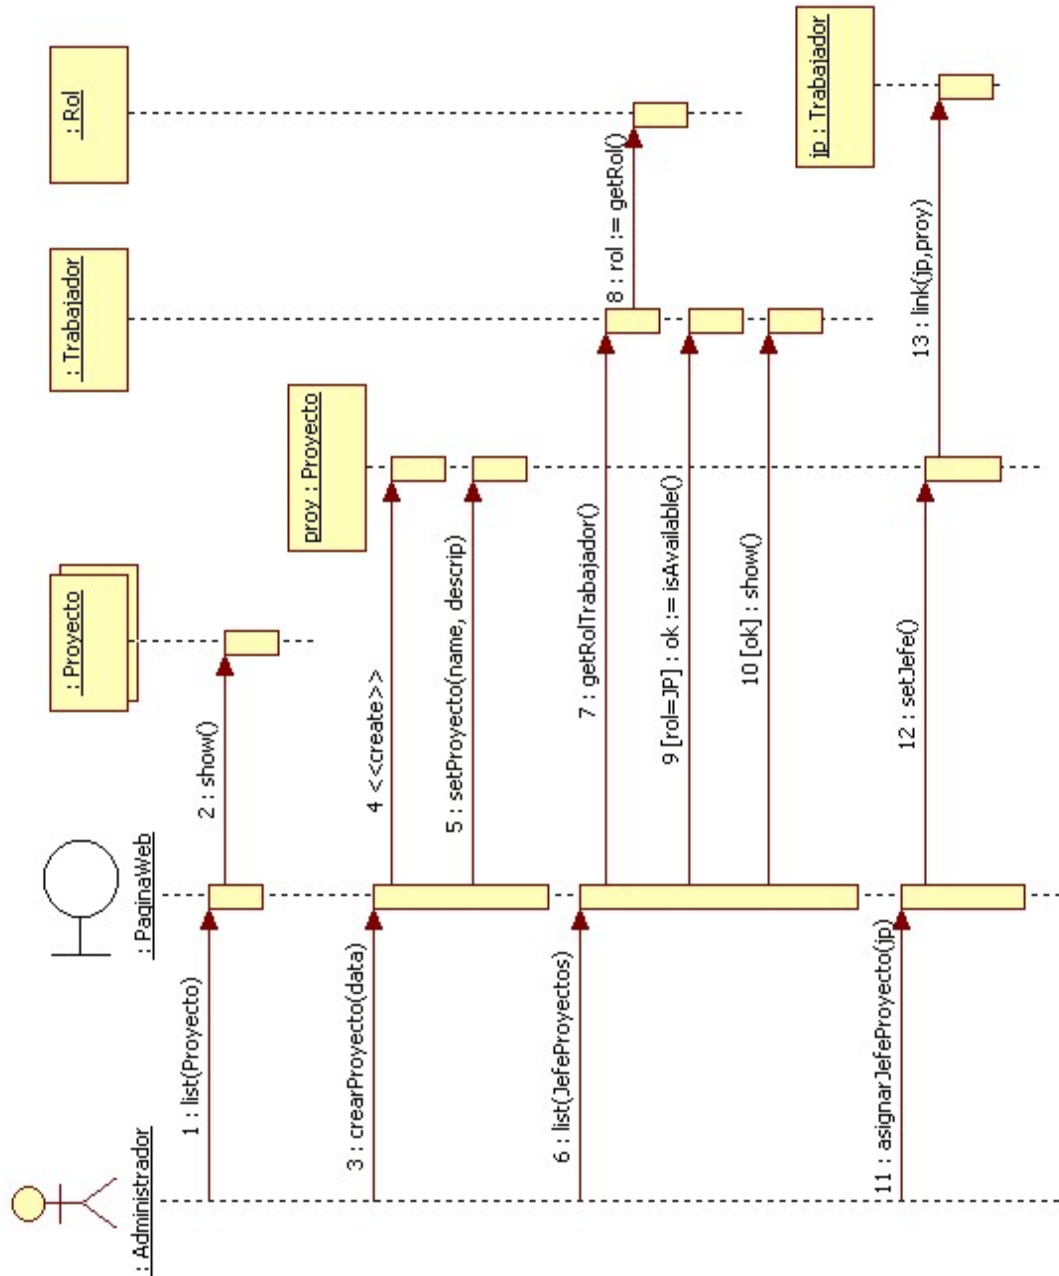 : Administrador
: PaginaWeb
: Proyecto
proy : Proyecto
: Trabajador
: Rol
jp : Trabajador
1 : list(Proyecto)
2 : show()
3 : crearProyecto(data)
4 <<create>>
5 : setProyecto(name, descrip)
6 : list(JefeProyectos)
7 : getRolTrabajador()
8 : rol := getRol()
9 [rol=JP] : ok := isAvailable()
10 [ok] : show()
11 : asignarJefeProyecto(jp)
12 : setJefe()
13 : link(jp,proy)